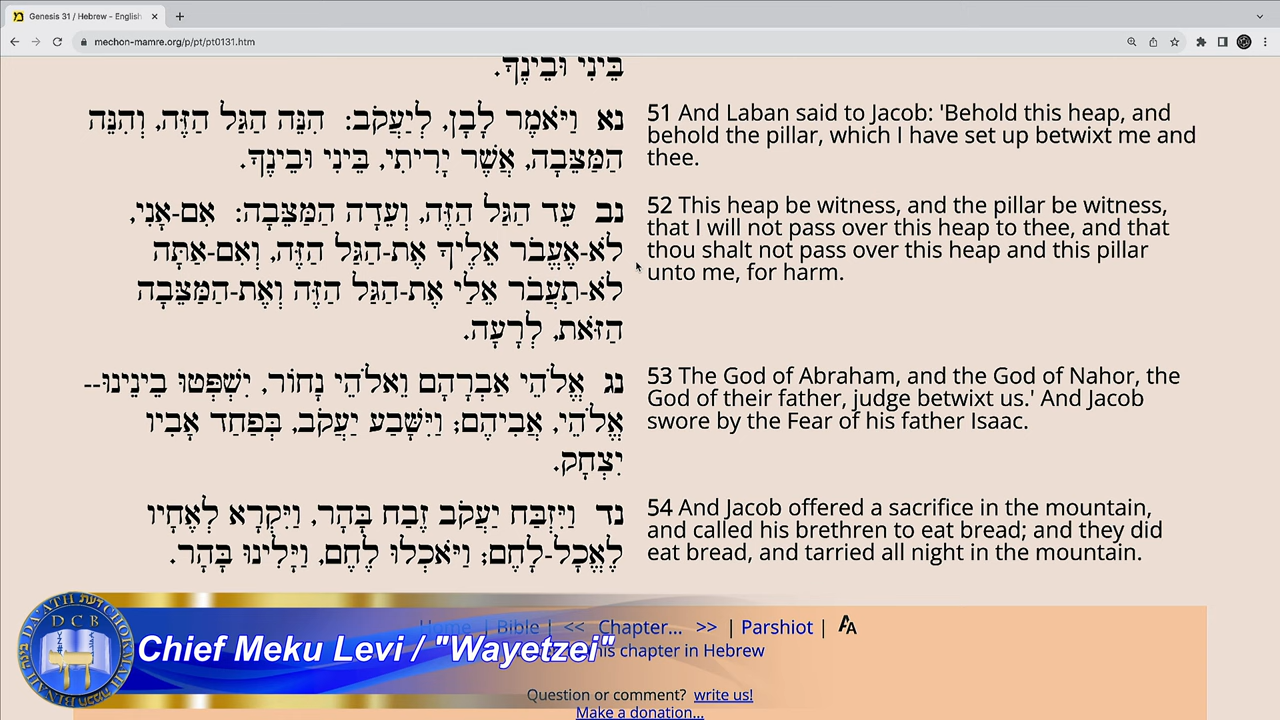 Genesis 31 / Hebrew - English
mechon-mamre.org/p/pt/pt0131.htm
בֵּינִי וּבֵינֶךָ.
נא וַיֹּאמֶר לָבָן, לְיַעֲקֹב: הִנֵּה הַגַּל הַזֶּה, וְהִנֵּה
הַמַּצֵּבָה, אֲשֶׁר יָרִיתִי, בֵּינִי וּבֵינֶךָ.
51 And Laban said to Jacob: 'Behold this heap, and
behold the pillar, which I have set up betwixt me and
thee.
נב עֵד הַגַּל הַזֶּה, וְעֵדָה הַמַּצֵּבָה: אִם-אָנִי,
לֹא-אֶעֱבֹר אֵלֶיךָ אֶת-הַגַּל הַזֶּה, וְאִם-אַתָּה
לֹא-תַעֲבֹר אֵלַי אֶת-הַגַּל הַזֶּה וְאֶת-הַמַּצֵּבָה
הַזֹּאת, לְרָעָה.
52 This heap be witness, and the pillar be witness,
that I will not pass over this heap to thee, and that
thou shalt not pass over this heap and this pillar
unto me, for harm.
נג אֱלֹהֵי אַבְרָהָם וֵאלֹהֵי נָחוֹר, יִשְׁפְּטוּ בֵינֵינוּ--
אֱלֹהֵי, אֲבִיהֶם; וַיִּשָּׁבַע יַעֲקֹב, בְּפַחַד אָבִיו
יִצְחָק.
53 The God of Abraham, and the God of Nahor, the
God of their father, judge betwixt us.' And Jacob
swore by the Fear of his father Isaac.
נד וַיִּזְבַּח יַעֲקֹב זֶבַח בָּהָר, וַיִּקְרָא לְאֶחָיו
לֶאֱכָל-לָחֶם; וַיֹּאכְלוּ לֶחֶם, וַיָּלִינוּ בָּהָר.
54 And Jacob offered a sacrifice in the mountain,
and called his brethren to eat bread; and they did
eat bread, and tarried all night in the mountain.
Home | Bible | << Chapter... >> | Parshiot |
chapter in Hebrew
Chief Meku Levi / "Wayetzei"
DCB
Question or comment? write us!
Make a donation...